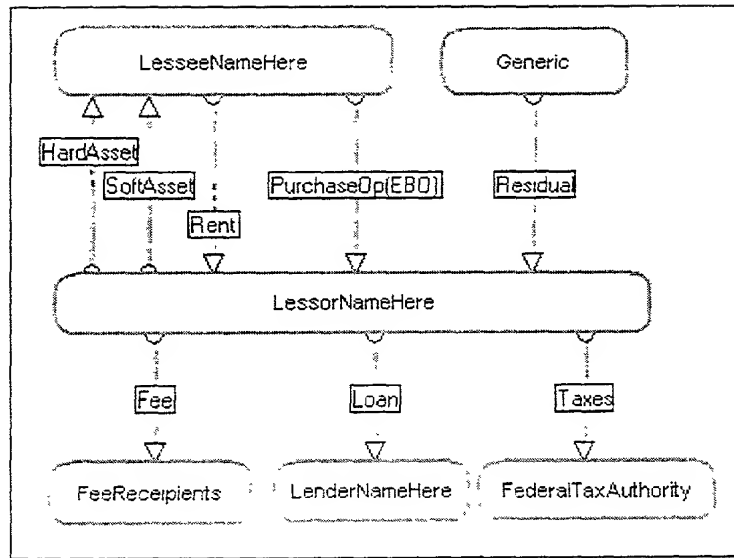 LesseeNameHere
Generic
HardAsset
SoftAsset
PurchaseOp(EBO)
Residual
Rent
LessorNameHere
Fee
Loan
Taxes
FeeReceipients
LenderNameHere
FederalTaxAuthority